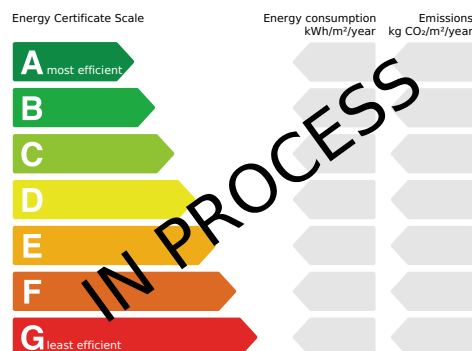 Energy Certificate Scale
Energy consumption
kWh/m²/year
Emissions
kg CO₂/m²/year
A most efficient
B
C
D
E
F
G least efficient
IN PROCESS